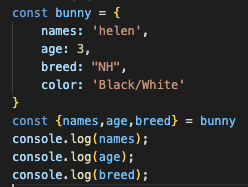 const bunny = {
    names: 'helen',
    age: 3,
    breed: "NH",
    color: 'Black/White'
}
const {names,age,breed} = bunny
console.log(names);
console.log(age);
console.log(breed);